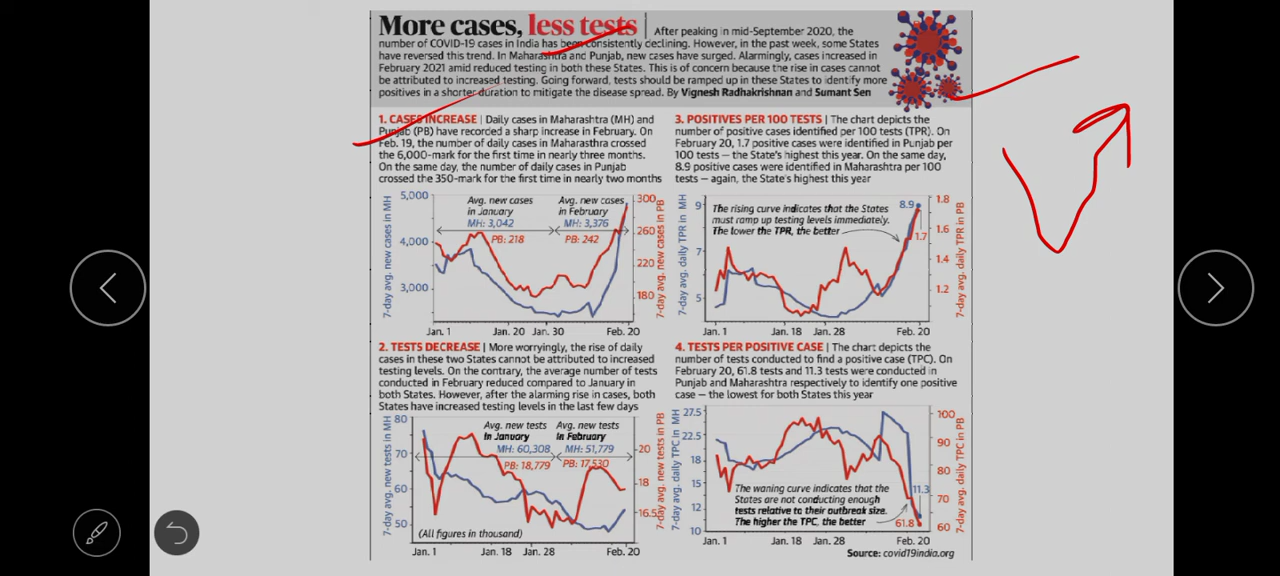 More cases, less tests | After peaking in mid-September 2020, the
number of COVID-19 cases in India has been consistently declining. However, in the past week, some States
have reversed this trend. In Maharashtra and Punjab, new cases have surged. Alarmingly, cases increased in
February 2021 amid reduced testing in both these States. This is of concern because the rise in cases cannot
be attributed to increased testing. Going forward, tests should be ramped up in these States to identify more
positives in a shorter duration to mitigate the disease spread. By Vignesh Radhakrishnan and Sumant Sen
1. CASES INCREASE | Daily cases in Maharashtra (MH) and
Punjab (PB) have recorded a sharp increase in February. On
Feb. 19, the number of daily cases in Maharasthra crossed
the 6,000-mark for the first time in nearly three months.
On the same day, the number of daily cases in Punjab
crossed the 350-mark for the first time in nearly two months
7-day avg. new cases in MH
5,000
4,000
3,000
Avg. new cases
in January
MH: 3,042
PB: 218
Avg. new cases
in February
MH: 3,376
PB: 242
300
260
220
180
7-day avg. new cases in PB
Jan. 1
Jan. 20
Jan. 30
Feb. 20
2. TESTS DECREASE | More worryingly, the rise of daily
cases in these two States cannot be attributed to increased
testing levels. On the contrary, the average number of tests
conducted in February reduced compared to January in
both States. However, after the alarming rise in cases, both
States have increased testing levels in the last few days
7-day avg. new tests in MH
80
70
60
50
Avg. new tests
in January
MH: 60,308
PB: 18,779
Avg. new tests
in February
MH: 51,779
PB: 17,530
20
18
16.5
7-day avg. new tests in PB
(All figures in thousand)
Jan. 1
Jan. 18
Jan. 28
Feb. 20
3. POSITIVES PER 100 TESTS | The chart depicts the
number of positive cases identified per 100 tests (TPR). On
February 20, 1.7 positive cases were identified in Punjab per
100 tests — the State's highest this year. On the same day,
8.9 positive cases were identified in Maharashtra per 100
tests — again, the State's highest this year
7-day avg. daily TPR in MH
9
7
5
The rising curve indicates that the States
must ramp up testing levels immediately.
The lower the TPR, the better
8.9
1.7
1.8
1.6
1.4
1.2
7-day avg. daily TPR in PB
Jan. 1
Jan. 28
Feb. 20
4. TESTS PER POSITIVE CASE | The chart depicts the
number of tests conducted to find a positive case (TPC). On
February 20, 61.8 tests and 11.3 tests were conducted in
Punjab and Maharashtra respectively to identify one positive
case — the lowest for both States this year
7-day avg. daily TPC in MH
27.5
22.5
18
15
12
10
The waning curve indicates that the
States are not conducting enough
tests relative to their outbreak size.
The higher the TPC, the better
11.3
61.8
100
90
80
70
60
7-day avg. daily TPC in PB
Jan. 1
Jan. 18
Jan. 28
Feb. 20
Source: covid19india.org